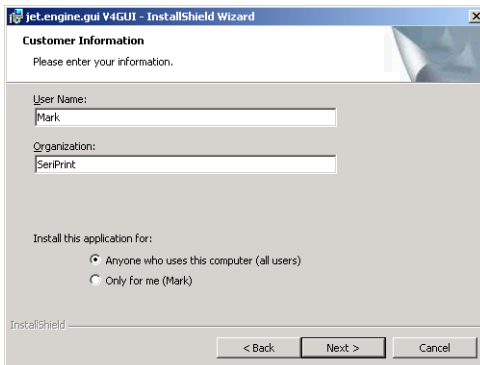 jet.engine.gui V4GUI - InstallShield Wizard
Customer Information
Please enter your information.
User Name:
Mark
Organization:
SeriPrint
Install this application for:
Anyone who uses this computer (all users)
Only for me (Mark)
InstallShield
< Back Next > Cancel